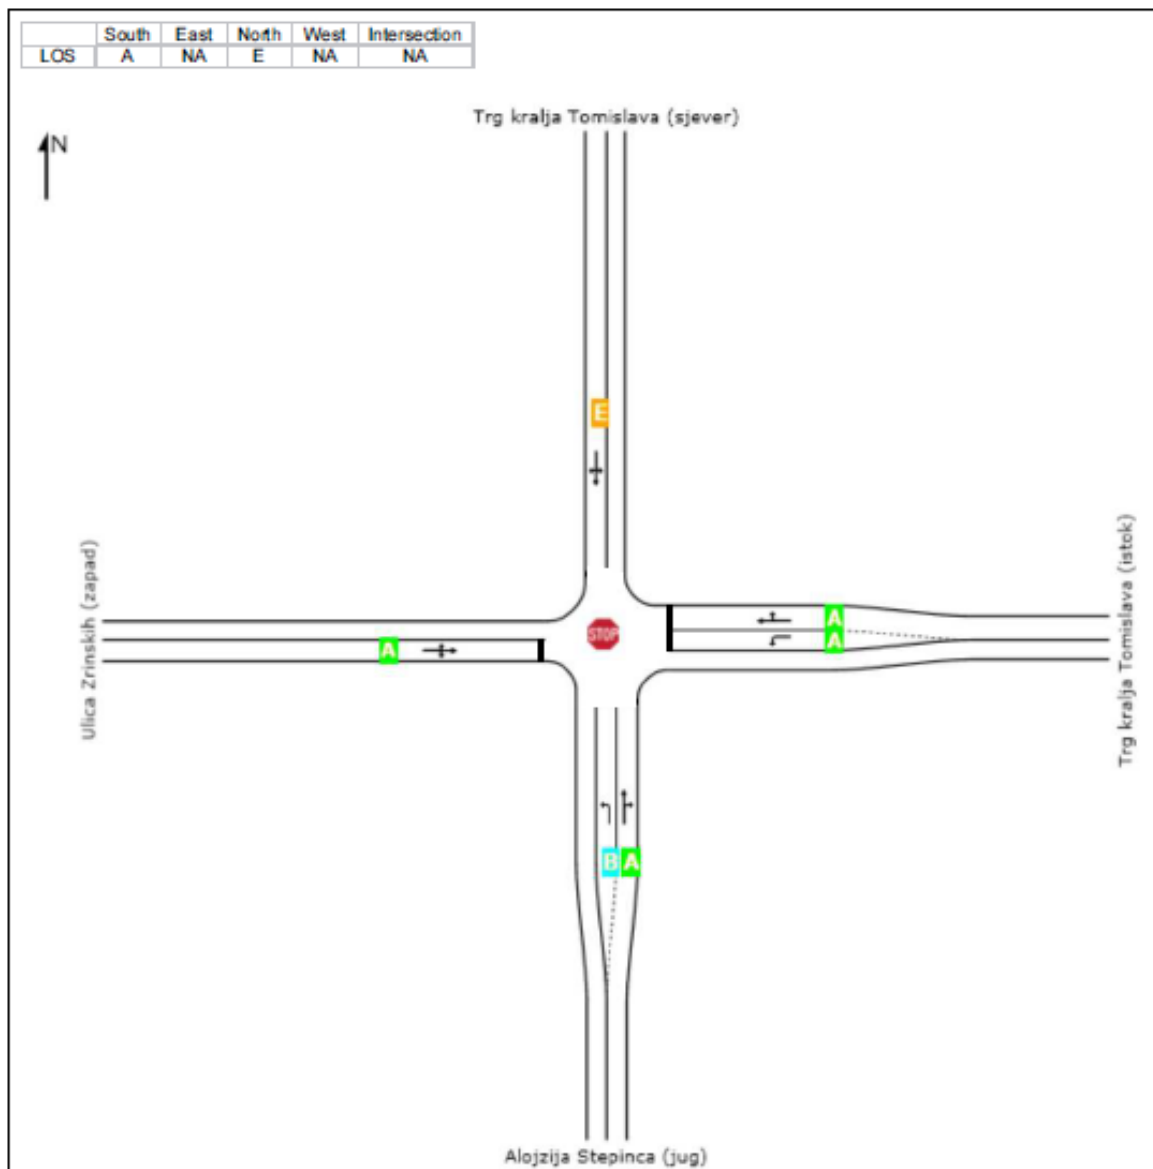 South East North West Intersection
LOS A NA E NA NA
Trg kralja Tomislava (sjever)
N
E
Ulica Zrinskih (zapad)
A
STOP
A
A
Trg kralja Tomislava (istok)
B A
Alojzija Stepinca (jug)